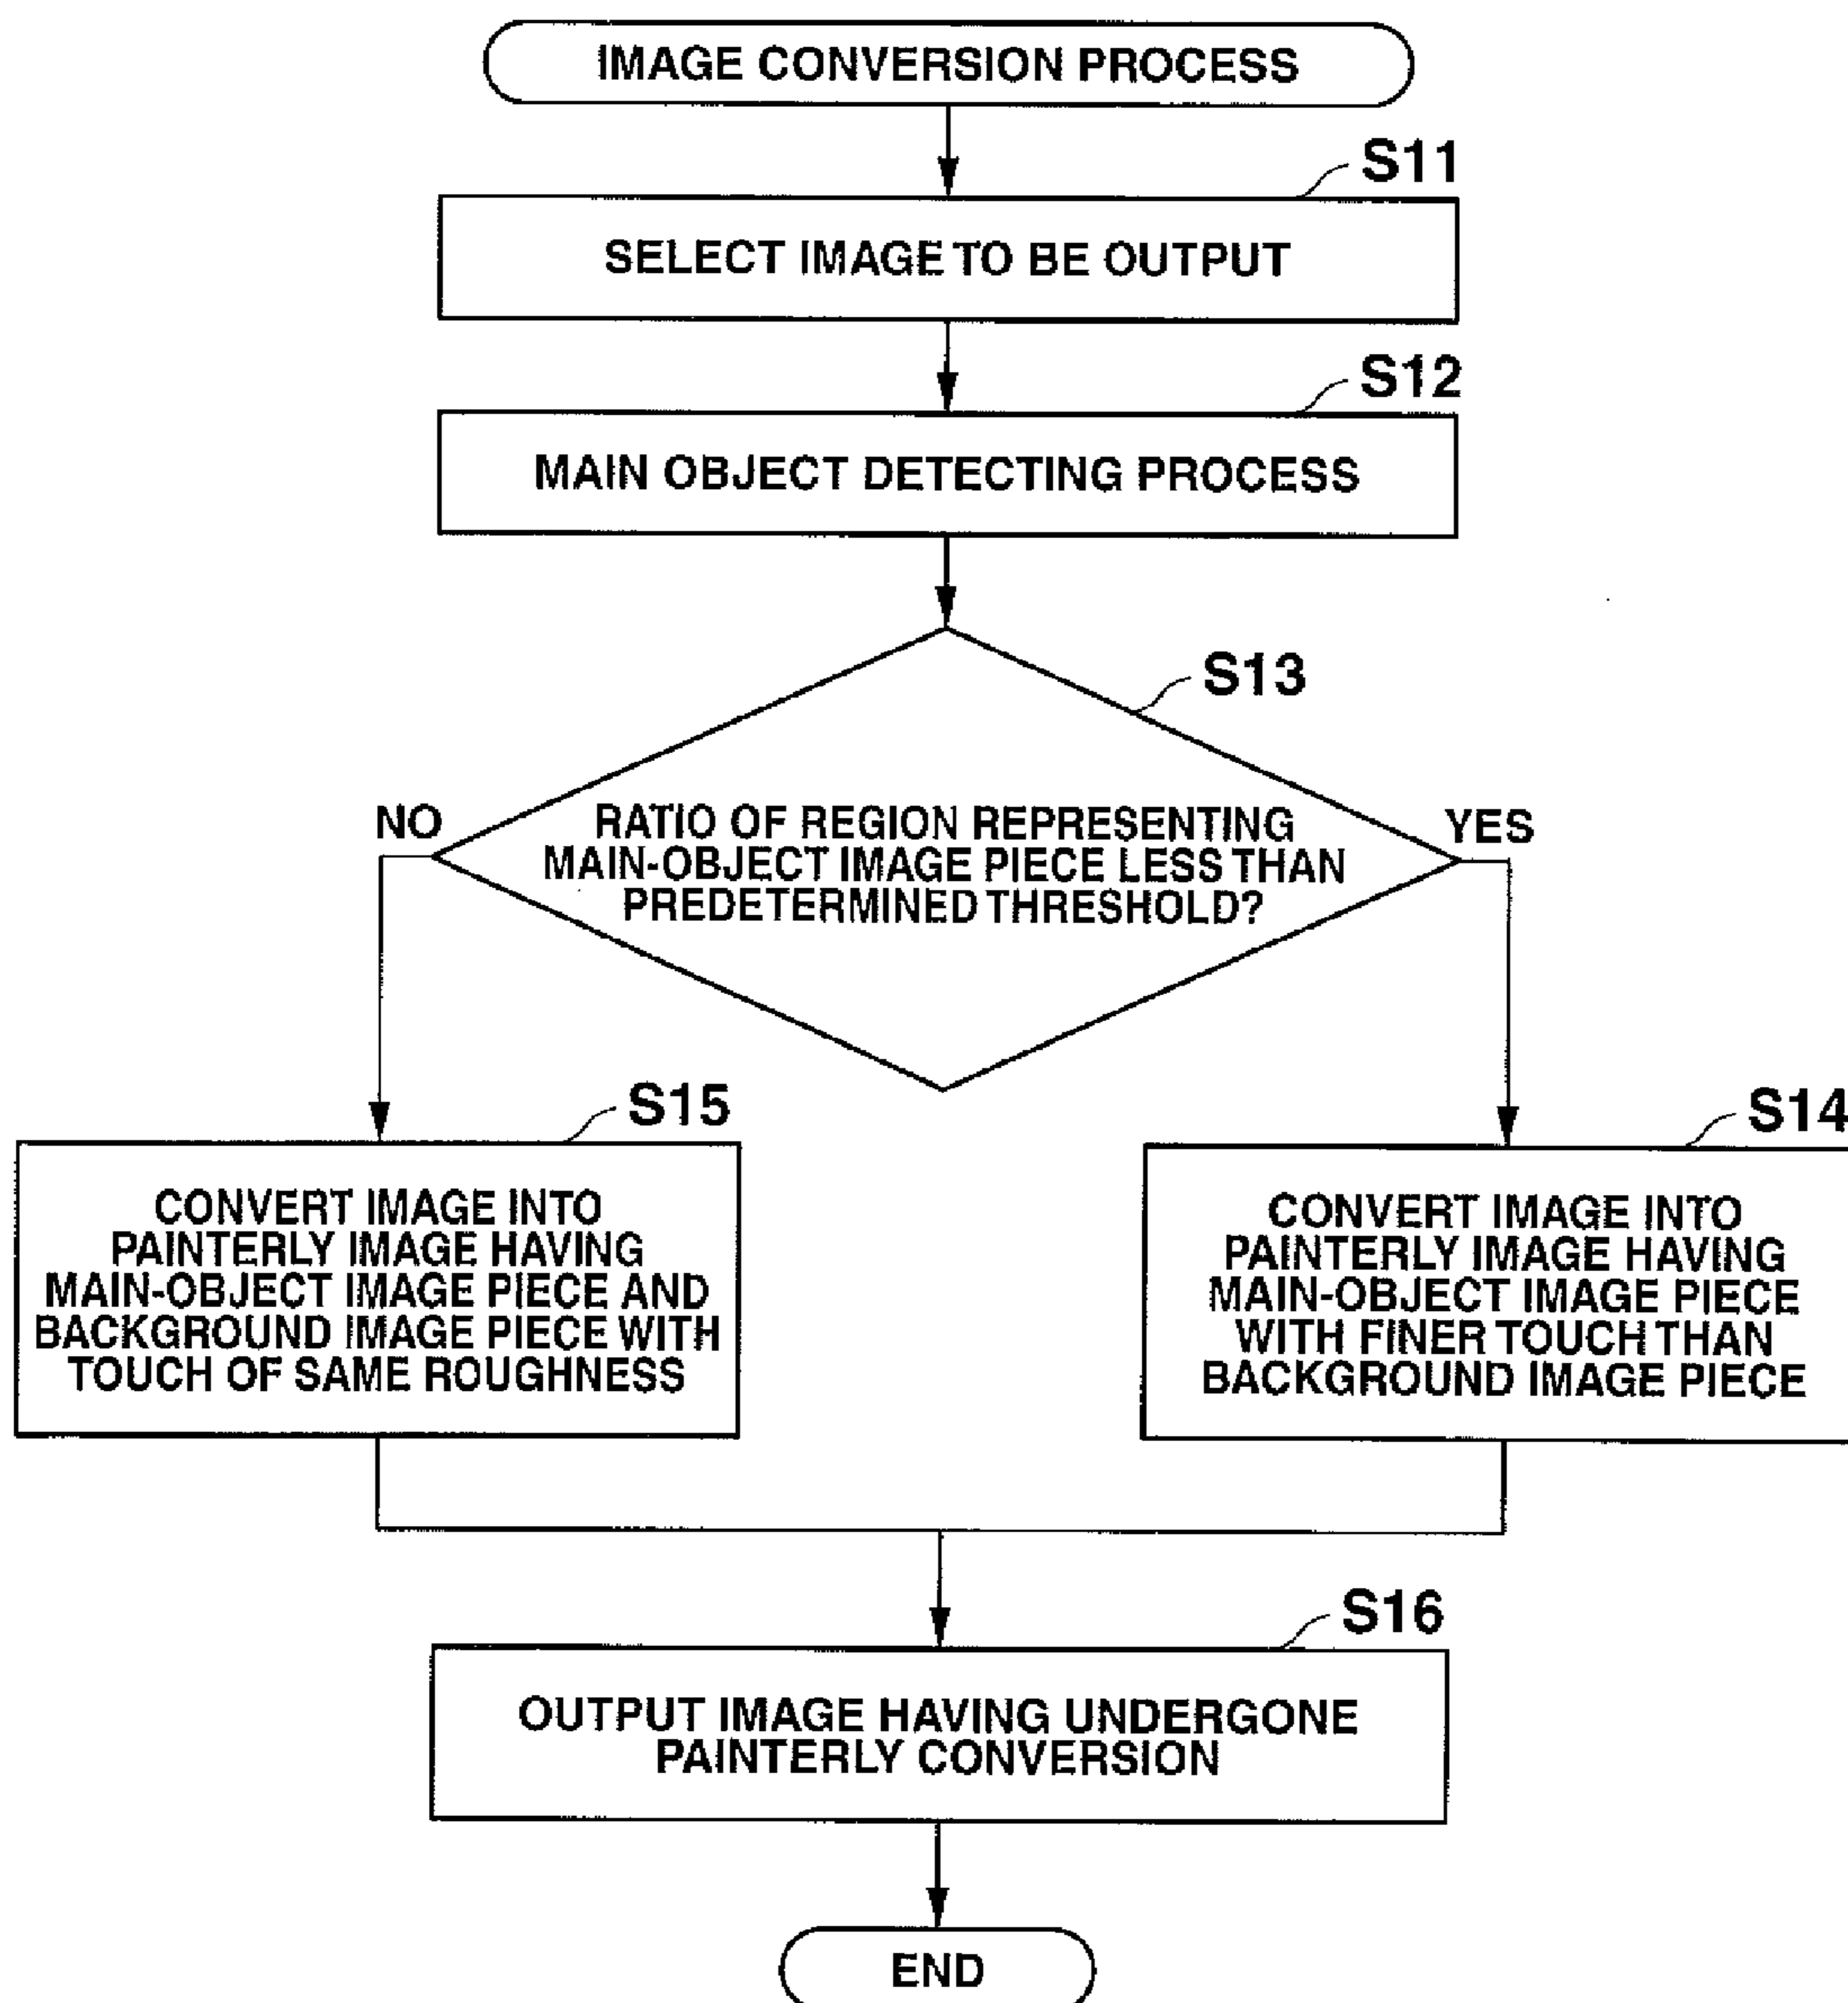 IMAGE CONVERSION PROCESS
S11
SELECT IMAGE TO BE OUTPUT
S12
MAIN OBJECT DETECTING PROCESS
S13
NO
RATIO OF REGION REPRESENTING
MAIN-OBJECT IMAGE PIECE LESS THAN
PREDETERMINED THRESHOLD?
YES
S15
CONVERT IMAGE INTO
PAINTERLY IMAGE HAVING
MAIN-OBJECT IMAGE PIECE AND
BACKGROUND IMAGE PIECE WITH
TOUCH OF SAME ROUGHNESS
S14
CONVERT IMAGE INTO
PAINTERLY IMAGE HAVING
MAIN-OBJECT IMAGE PIECE
WITH FINER TOUCH THAN
BACKGROUND IMAGE PIECE
S16
OUTPUT IMAGE HAVING UNDERGONE
PAINTERLY CONVERSION
END